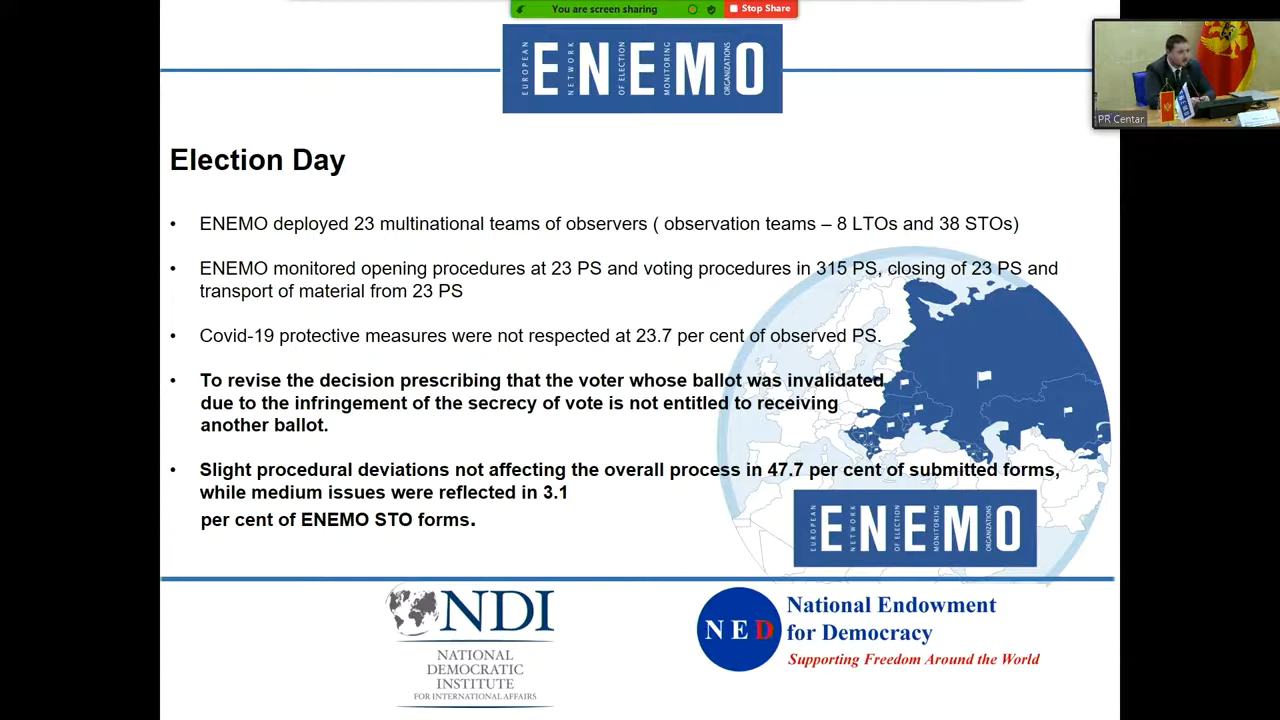 You are screen sharing
Stop Share
EUROPEAN NETWORK OF ELECTION MONITORING ORGANIZATIONS
ENEMO
PR Centar
Election Day
• ENEMO deployed 23 multinational teams of observers ( observation teams – 8 LTOs and 38 STOs)
• ENEMO monitored opening procedures at 23 PS and voting procedures in 315 PS, closing of 23 PS and
transport of material from 23 PS
• Covid-19 protective measures were not respected at 23.7 per cent of observed PS.
• To revise the decision prescribing that the voter whose ballot was invalidated
due to the infringement of the secrecy of vote is not entitled to receiving
another ballot.
• Slight procedural deviations not affecting the overall process in 47.7 per cent of submitted forms,
while medium issues were reflected in 3.1
per cent of ENEMO STO forms.
EUROPEAN NETWORK OF ELECTION MONITORING ORGANIZATIONS
ENEMO
NDI
NATIONAL
DEMOCRATIC
INSTITUTE
FOR INTERNATIONAL AFFAIRS
NED
National Endowment
for Democracy
Supporting Freedom Around the World